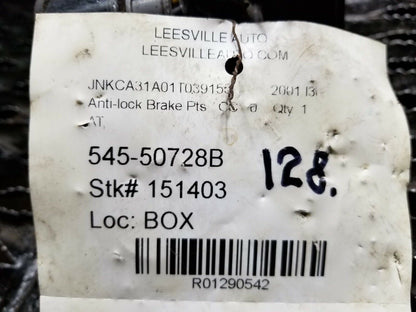 LEESVILLE AUTO
LEESVILLEAUTO.COM
JNKCA31A01T039153 2001 I3
Anti-lock Brake Pts Qty 1
AT,
545-50728B
128.
Stk# 151403
Loc: BOX
R01290542